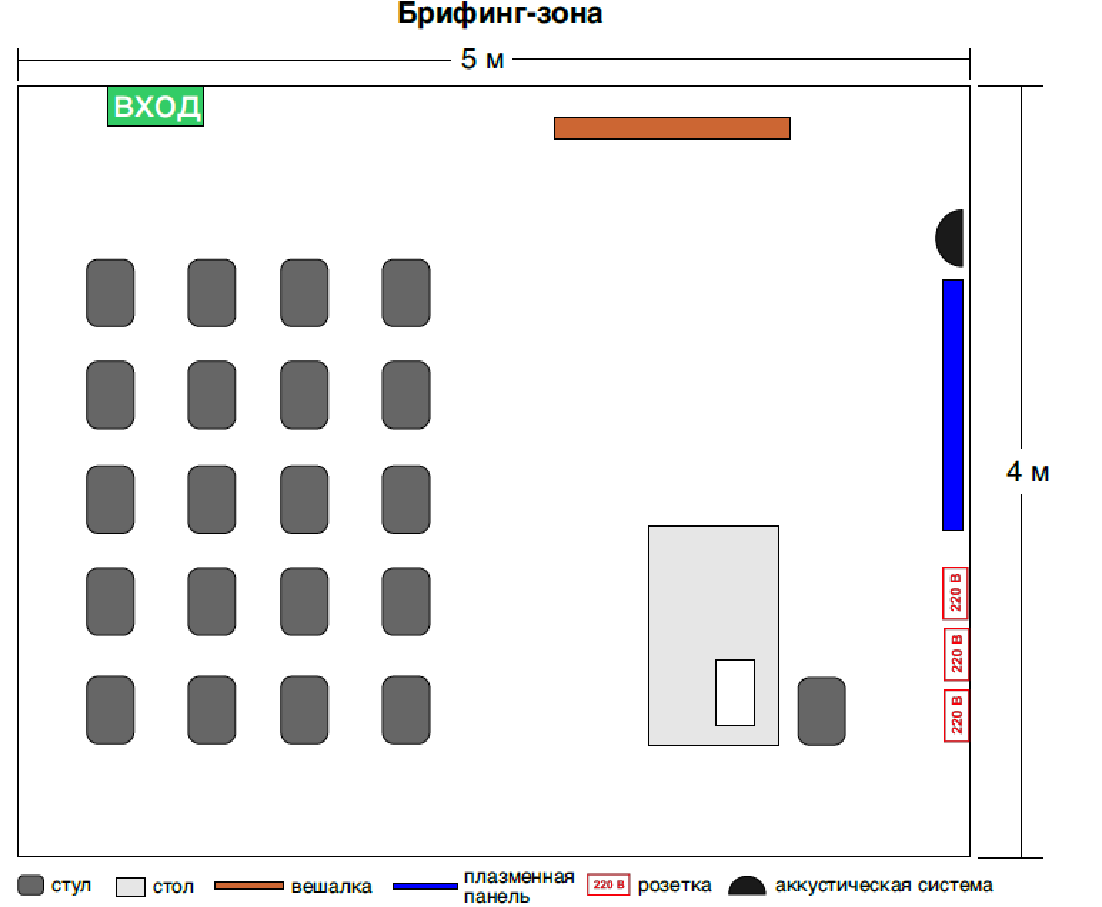 Брифинг-зона
5 м
ВХОД
4 м
220 В
220 В
220 В
стул
стол
вешалка
плазменная
панель
220 В
розетка
аккустическая система